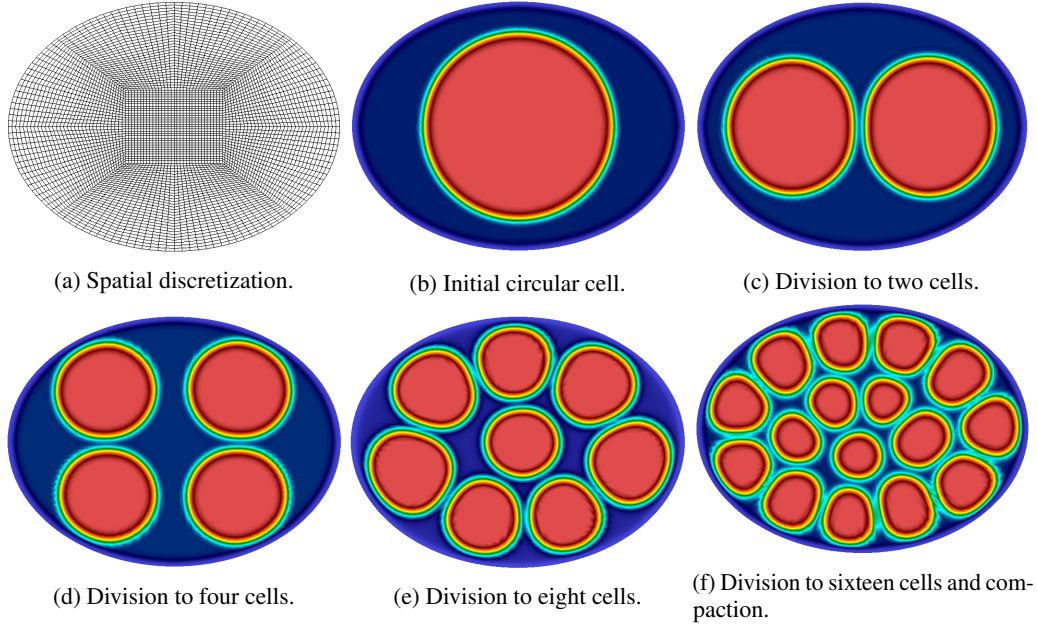 (a) Spatial discretization.
(b) Initial circular cell.
(c) Division to two cells.
(d) Division to four cells.
(e) Division to eight cells.
(f) Division to sixteen cells and com-
paction.